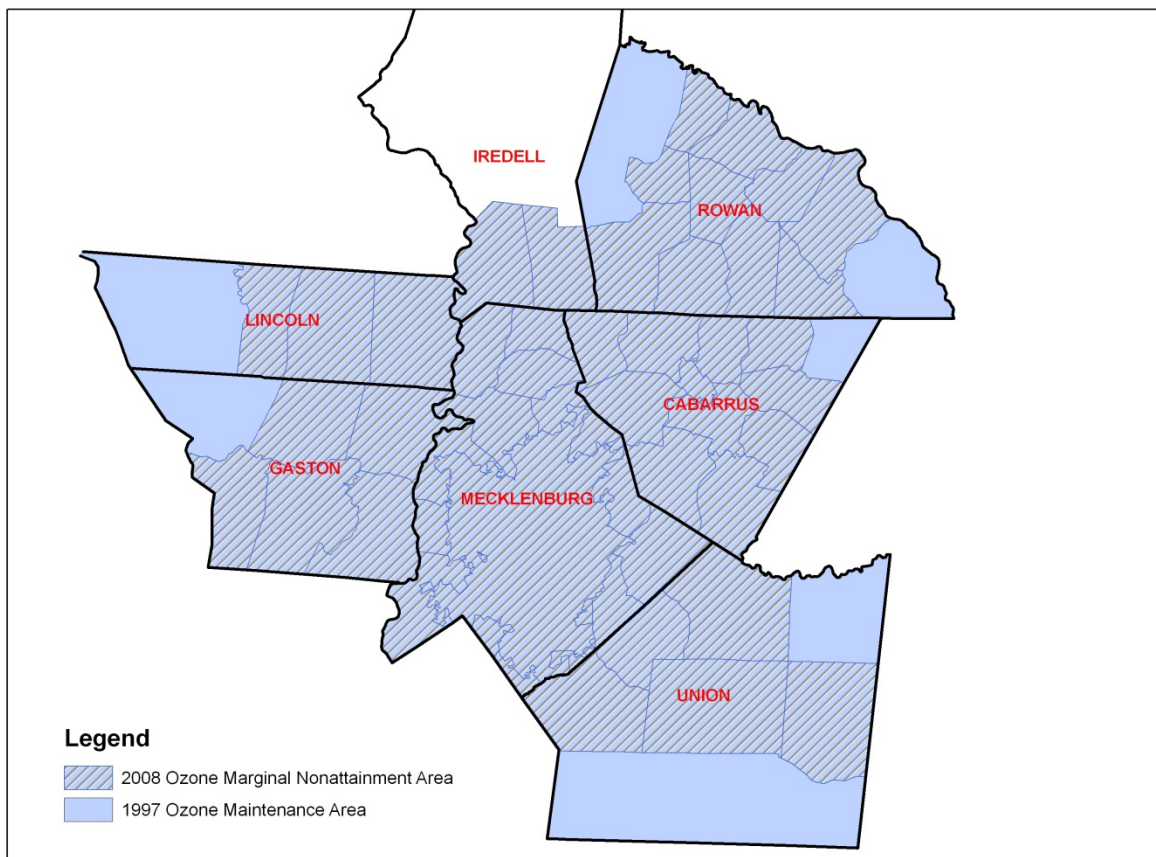 IREDELL
ROWAN
LINCOLN
CABARRUS
GASTON
MECKLENBURG
UNION
Legend
2008 Ozone Marginal Nonattainment Area
1997 Ozone Maintenance Area